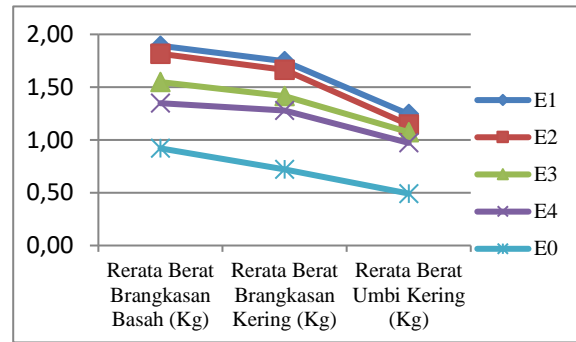 2,00
1,50
1,00
0,50
0,00
Rerata Berat
Brangkasan
Basah (Kg)
Rerata Berat
Brangkasan
Kering (Kg)
Rerata Berat
Umbi Kering
(Kg)
E1
E2
E3
E4
E0